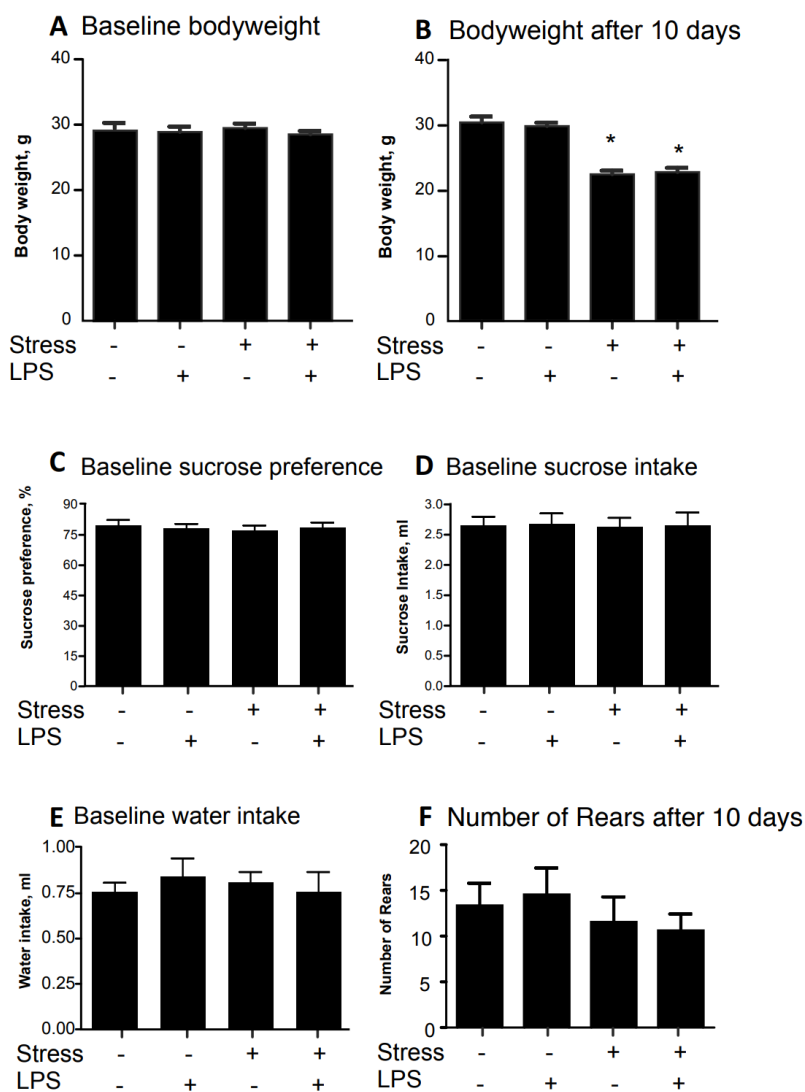 A Baseline bodyweight
40
30
20
10
0
Body weight, g
Stress - - + +
LPS - + - +
B Bodyweight after 10 days
40
30
20
10
0
Body weight, g
* *
- - + +
- + - +
C Baseline sucrose preference
90
75
60
45
30
15
0
Sucrose preference, %
Stress - - + +
LPS - + - +
D Baseline sucrose intake
3.0
2.5
2.0
1.5
1.0
0.5
0.0
Sucrose Intake, ml
Stress - - + +
LPS - + - +
E Baseline water intake
1.00
0.75
0.50
0.25
0.00
Water intake, ml
Stress - - + +
LPS - + - +
F Number of Rears after 10 days
20
15
10
5
0
Number of Rears
Stress - - + +
LPS - + - +